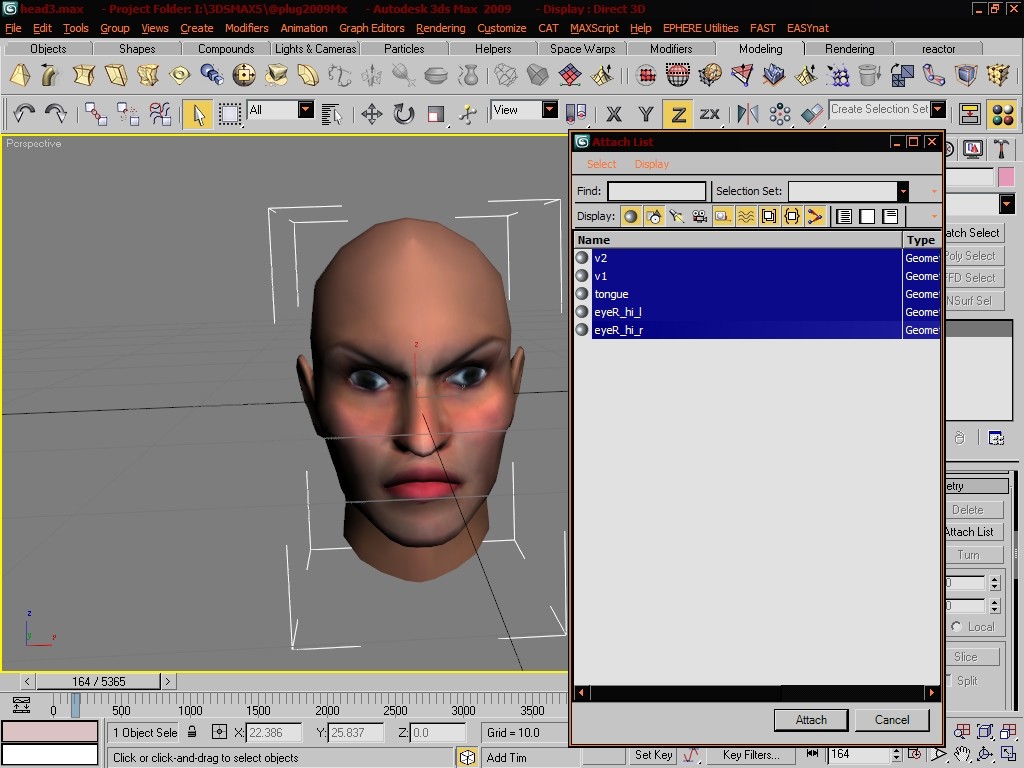 head3.max - Project Folder: I:\3DSMAX5\@plug2009Mx - Autodesk 3ds Max 2009 - Display : Direct 3D
File Edit Tools Group Views Create Modifiers Animation Graph Editors Rendering Customize CAT MAXScript Help EPHERE Utilities FAST EASYnat
Objects Shapes Compounds Lights & Cameras Particles Helpers Space Warps Modifiers Modeling Rendering reactor
All View X Y Z ZX Create Selection Set
Perspective
Attach List
Select Display
Find: Selection Set:
Display:
Name Type
v2 Geome
v1 Geome
tongue Geome
eyeR_hi_l Geome
eyeR_hi_r Geome
Attach Cancel
atch Select
Poly Select
FFD Select
NSurf Sel
etry
Delete
Attach List
Turn
0
0
Local
Slice
Split
z
z
y
< 164 / 5365 >
0 500 1000 1500 2000 2500 3000 3500
1 Object Sele X: 22.386 Y: 25.837 Z: 0.0 Grid = 10.0
Click or click-and-drag to select objects Add Tim Set Key Key Filters... 164